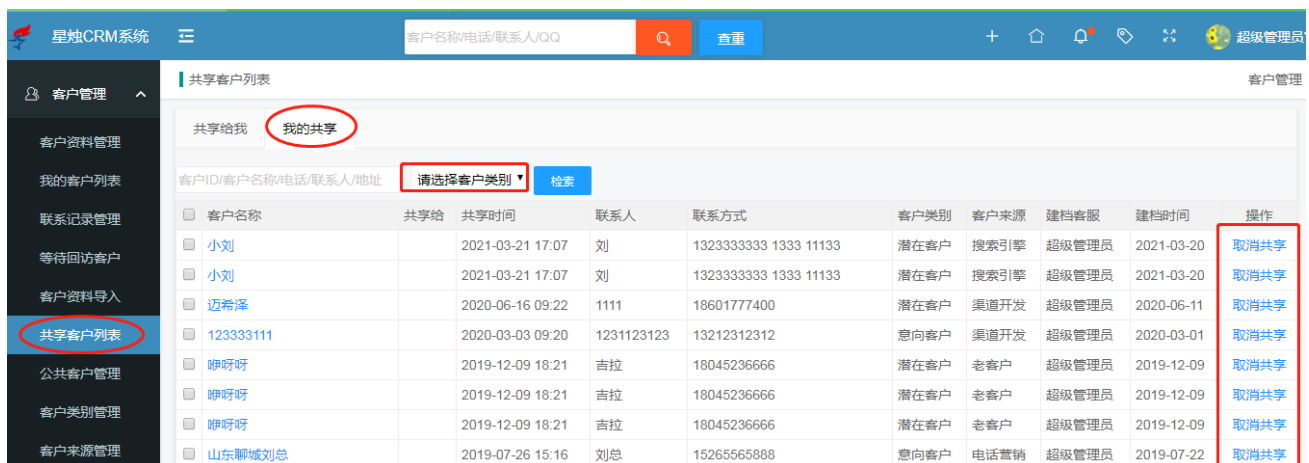 星烛CRM系统
客户名称/电话/联系人/QQ 查重 超级管理员
客户管理
共享客户列表 客户管理
共享给我 我的共享
客户资料管理
我的客户列表
联系记录管理
等待回访客户
客户资料导入
共享客户列表
公共客户管理
客户类别管理
客户来源管理
客户ID/客户名称/电话/联系人/地址 请选择客户类别 检索
客户名称 共享给 共享时间 联系人 联系方式 客户类别 客户来源 建档客服 建档时间 操作
小刘 2021-03-21 17:07 刘 1323333333 1333 11133 潜在客户 搜索引擎 超级管理员 2021-03-20 取消共享
小刘 2021-03-21 17:07 刘 1323333333 1333 11133 潜在客户 搜索引擎 超级管理员 2021-03-20 取消共享
迈希泽 2020-06-16 09:22 1111 18601777400 潜在客户 渠道开发 超级管理员 2020-06-11 取消共享
123333111 2020-03-03 09:20 1231123123 13212312312 意向客户 渠道开发 超级管理员 2020-03-01 取消共享
咿呀呀 2019-12-09 18:21 吉拉 18045236666 潜在客户 老客户 超级管理员 2019-12-09 取消共享
咿呀呀 2019-12-09 18:21 吉拉 18045236666 潜在客户 老客户 超级管理员 2019-12-09 取消共享
咿呀呀 2019-12-09 18:21 吉拉 18045236666 潜在客户 老客户 超级管理员 2019-12-09 取消共享
山东聊城刘总 2019-07-26 15:16 刘总 15265565888 意向客户 电话营销 超级管理员 2019-07-22 取消共享